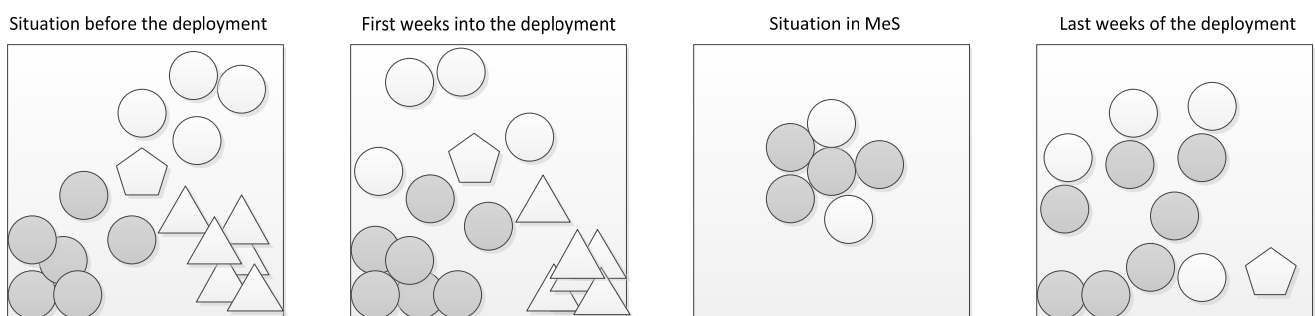 Situation before the deployment
First weeks into the deployment
Situation in MeS
Last weeks of the deployment